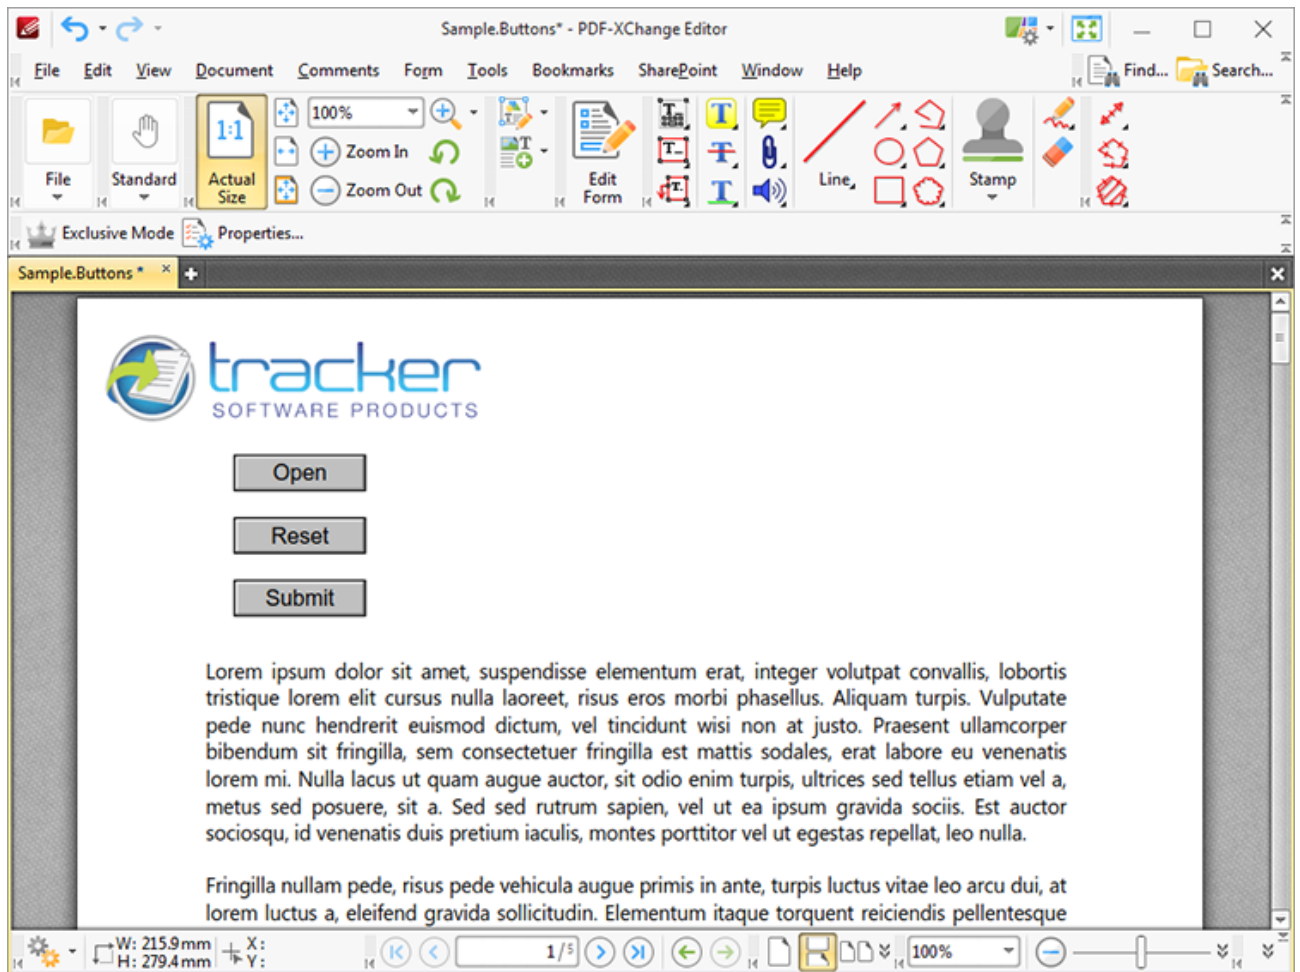 Sample.Buttons* - PDF-XChange Editor
File Edit View Document Comments Form Tools Bookmarks SharePoint Window Help Find... Search...
1:1 100% T T
Zoom In T- T
File Standard Actual Size Zoom Out Edit Form T T Line Stamp
Exclusive Mode Properties...
Sample.Buttons *
tracker
SOFTWARE PRODUCTS
Open
Reset
Submit
Lorem ipsum dolor sit amet, suspendisse elementum erat, integer volutpat convallis, lobortis
tristique lorem elit cursus nulla laoreet, risus eros morbi phasellus. Aliquam turpis. Vulputate
pede nunc hendrerit euismod dictum, vel tincidunt wisi non at justo. Praesent ullamcorper
bibendum sit fringilla, sem consectetuer fringilla est mattis sodales, erat labore eu venenatis
lorem mi. Nulla lacus ut quam augue auctor, sit odio enim turpis, ultrices sed tellus etiam vel a,
metus sed posuere, sit a. Sed sed rutrum sapien, vel ut ea ipsum gravida sociis. Est auctor
sociosqu, id venenatis duis pretium iaculis, montes porttitor vel ut egestas repellat, leo nulla.
Fringilla nullam pede, risus pede vehicula augue primis in ante, turpis luctus vitae leo arcu dui, at
lorem luctus a, eleifend gravida sollicitudin. Elementum itaque torquent reiciendis pellentesque
W: 215.9mm X:
H: 279.4mm Y:
1/5
100%